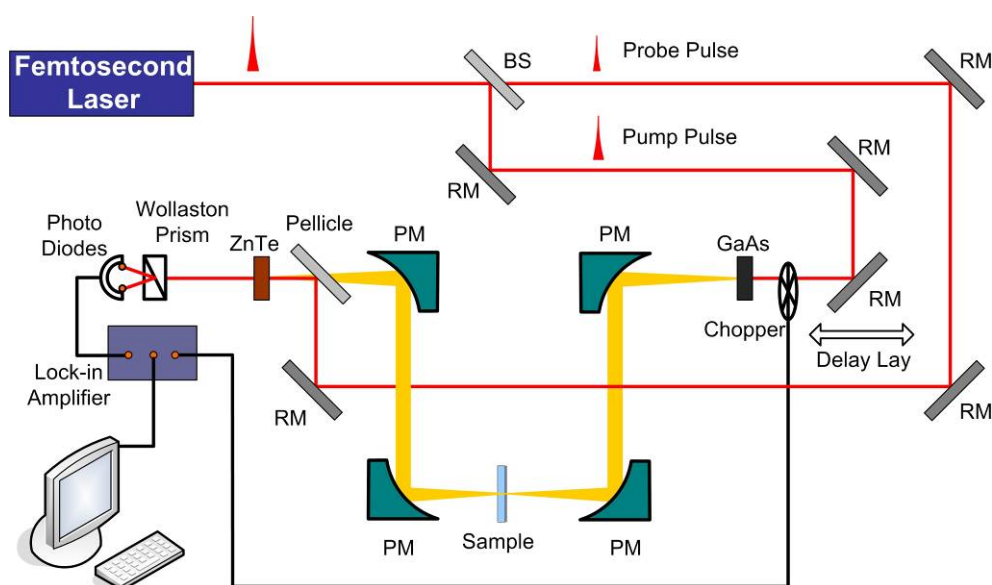 Femtosecond
Laser
BS
Probe Pulse
RM
Pump Pulse
RM
RM
Photo
Diodes
Wollaston
Prism
ZnTe
Pellicle
PM
PM
GaAs
RM
Chopper
Delay Lay
Lock-in
Amplifier
RM
RM
PM
Sample
PM